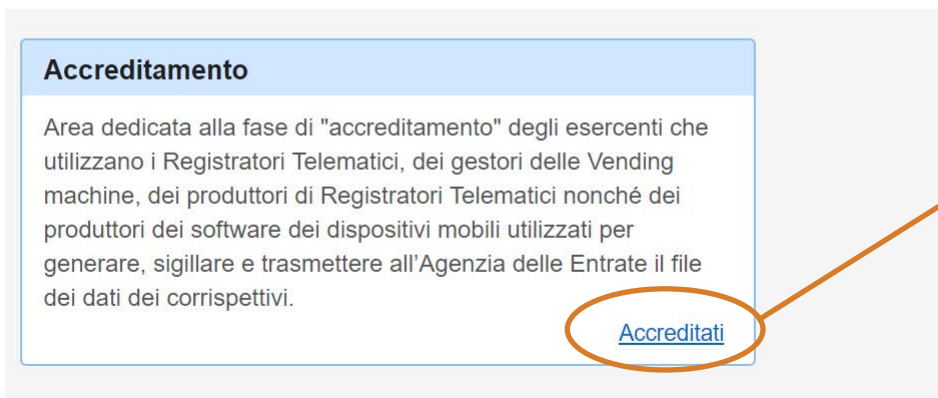 Accreditamento
Area dedicata alla fase di "accreditamento" degli esercenti che
utilizzano i Registratori Telematici, dei gestori delle Vending
machine, dei produttori di Registratori Telematici nonché dei
produttori dei software dei dispositivi mobili utilizzati per
generare, sigillare e trasmettere all’Agenzia delle Entrate il file
dei dati dei corrispettivi.
Accreditati